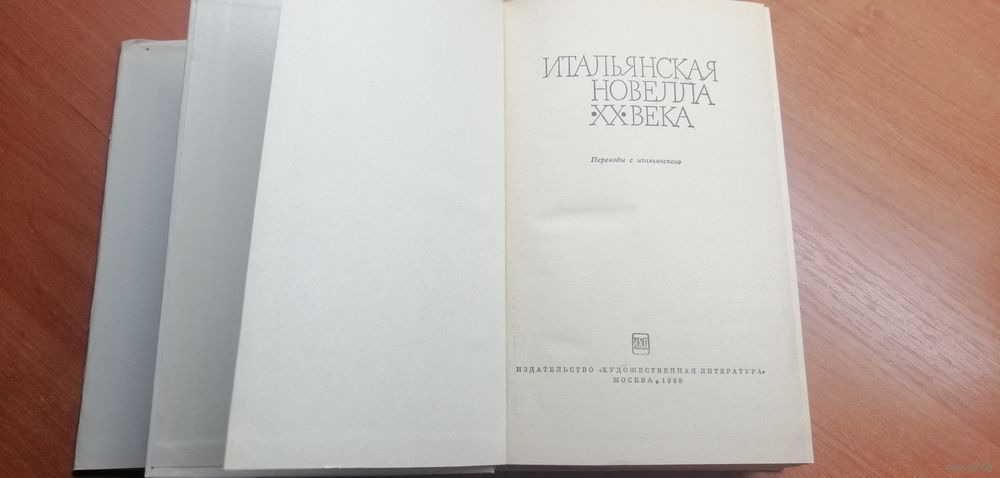 ИТАЛЬЯНСКАЯ
НОВЕЛЛА
•XX•ВЕКА
Переводы с итальянского
ИЗДАТЕЛЬСТВО «ХУДОЖЕСТВЕННАЯ ЛИТЕРАТУРА»
МОСКВА • 1969